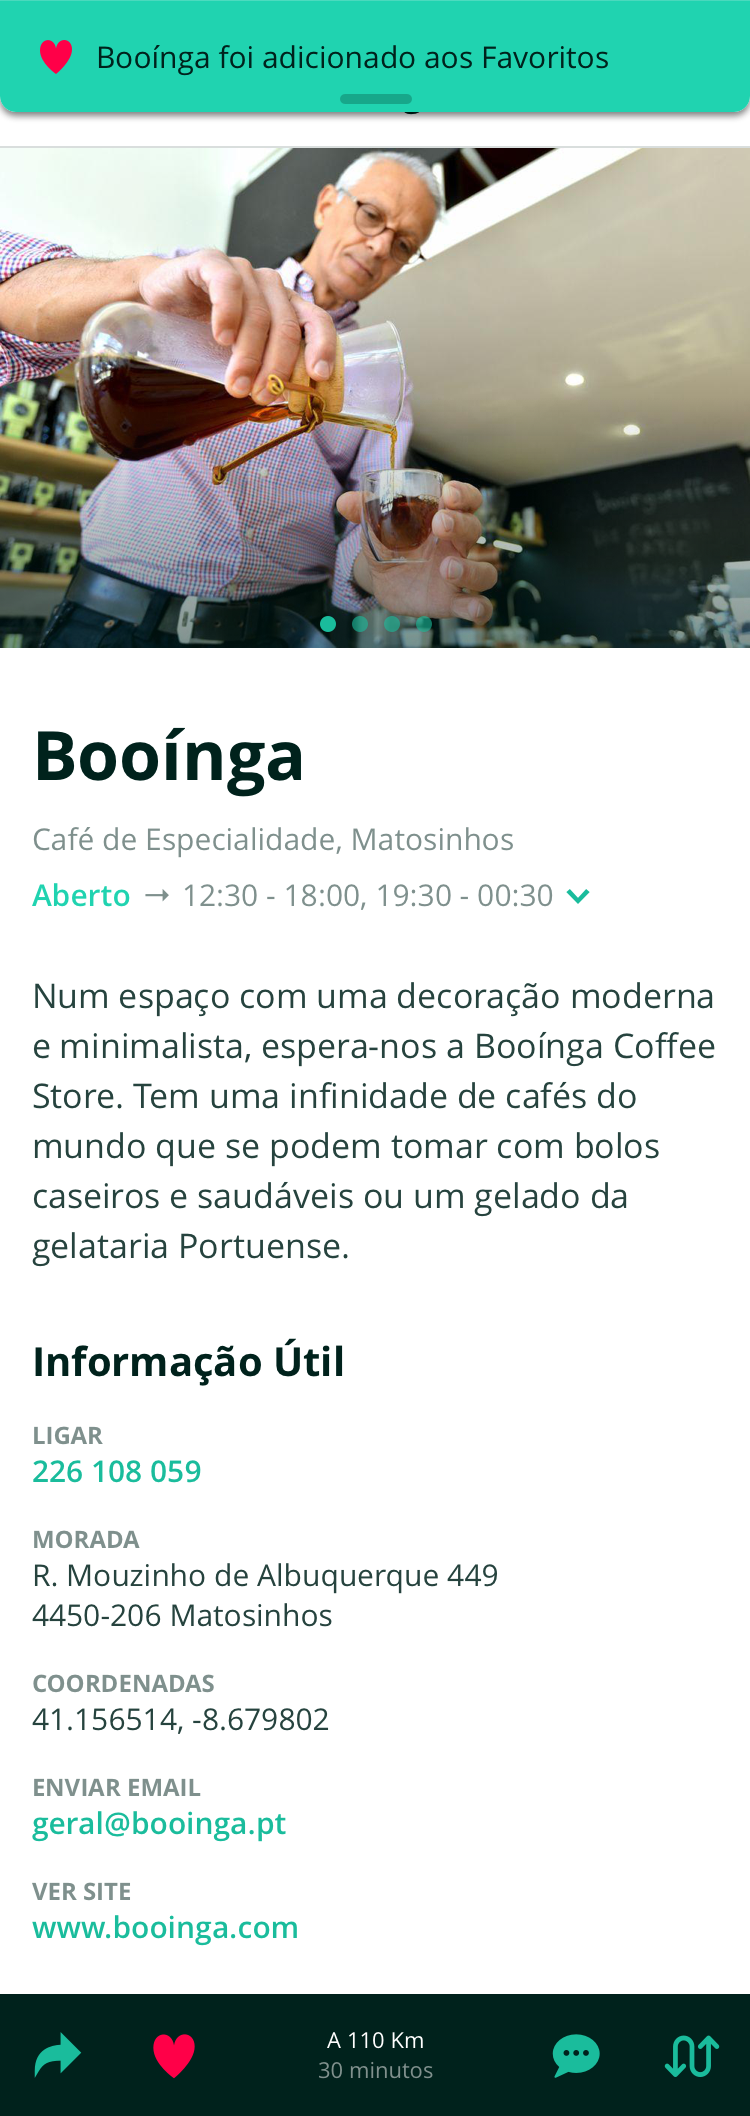 Booínga foi adicionado aos Favoritos
Booínga
Café de Especialidade, Matosinhos
Aberto → 12:30 - 18:00, 19:30 - 00:30
Num espaço com uma decoração moderna
e minimalista, espera-nos a Booínga Coffee
Store. Tem uma infinidade de cafés do
mundo que se podem tomar com bolos
caseiros e saudáveis ou um gelado da
gelataria Portuense.
Informação Útil
LIGAR
226 108 059
MORADA
R. Mouzinho de Albuquerque 449
4450-206 Matosinhos
COORDENADAS
41.156514, -8.679802
ENVIAR EMAIL
geral@booinga.pt
VER SITE
www.booinga.com
A 110 Km
30 minutos